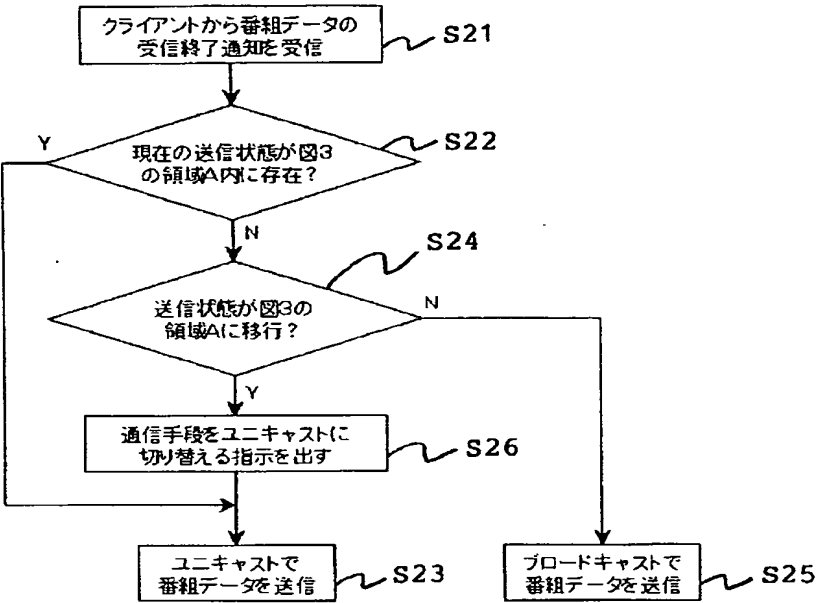 クライアントから番組データの
受信終了通知を受信
S21
Y
現在の送信状態が図3
の領域A内に存在?
S22
N
S24
送信状態が図3の
領域Aに移行?
N
Y
通信手段をユニキャストに
切り替える指示を出す
S26
ユニキャストで
番組データを送信
S23
ブロードキャストで
番組データを送信
S25